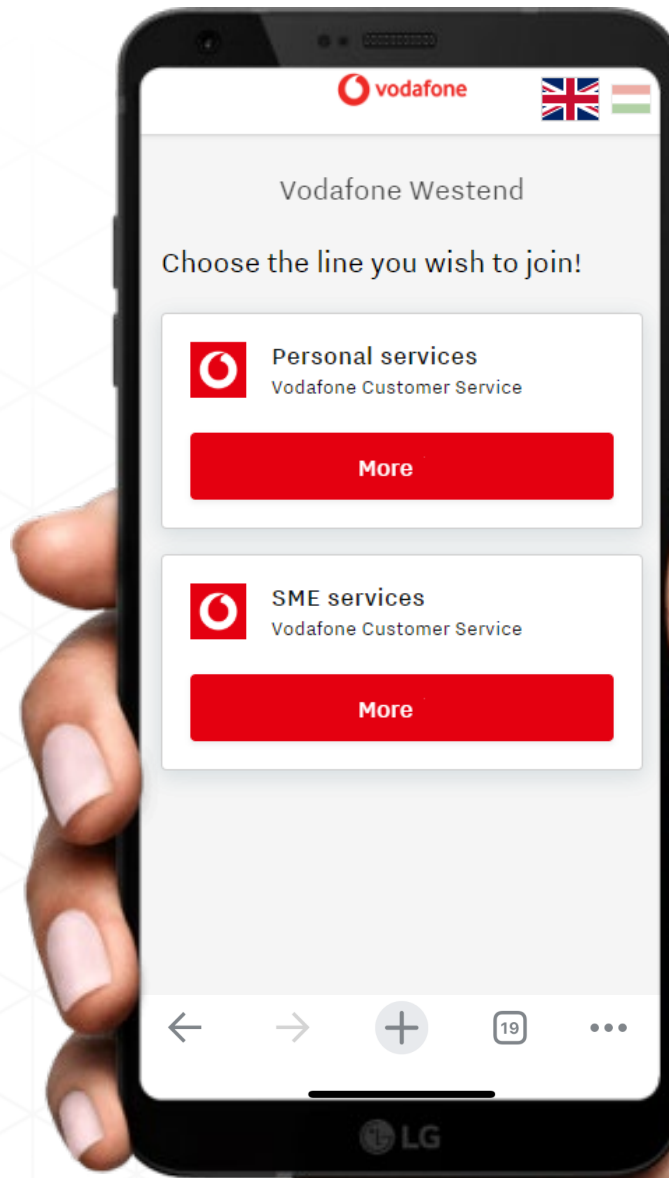 vodafone
Vodafone Westend
Choose the line you wish to join!
Personal services
Vodafone Customer Service
More
SME services
Vodafone Customer Service
More
19
LG